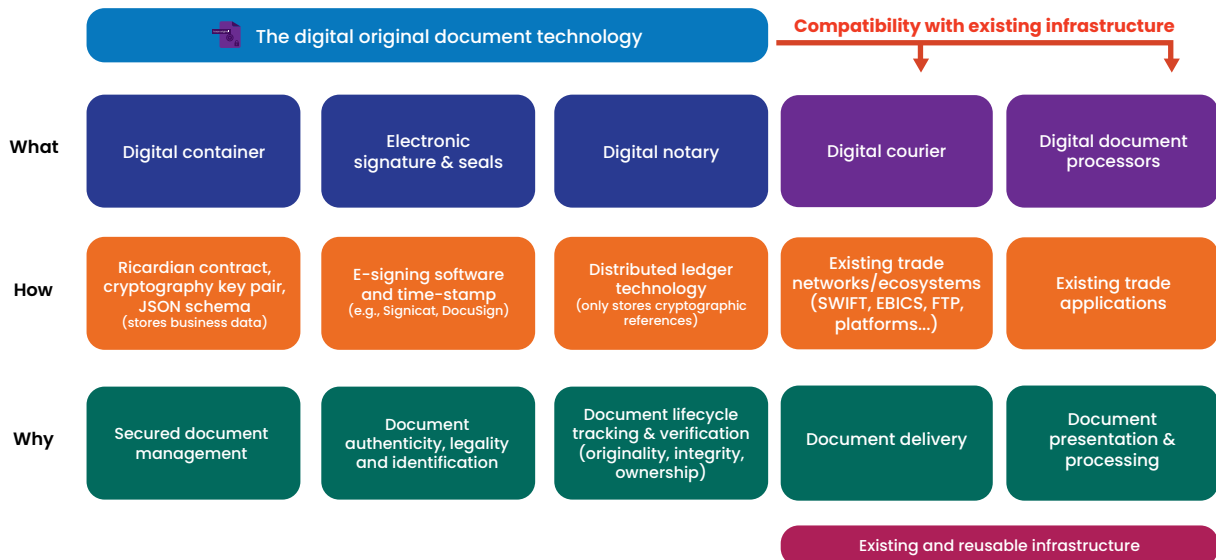 The digital original document technology
Compatibility with existing infrastructure
What
Digital container
Electronic
signature & seals
Digital notary
Digital courier
Digital document
processors
How
Ricardian contract,
cryptography key pair,
JSON schema
(stores business data)
E-signing software
and time-stamp
(e.g., Signicat, DocuSign)
Distributed ledger
technology
(only stores cryptographic
references)
Existing trade
networks/ecosystems
(SWIFT, EBICS, FTP,
platforms...)
Existing trade
applications
Why
Secured document
management
Document
authenticity, legality
and identification
Document lifecycle
tracking & verification
(originality, integrity,
ownership)
Document delivery
Document
presentation &
processing
Existing and reusable infrastructure